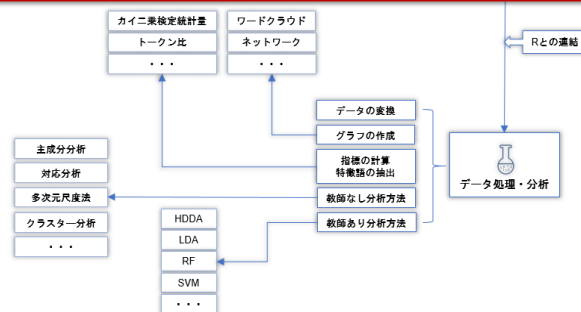 カイ二乗検定統計量
トークン比
・・・
ワードクラウド
ネットワーク
・・・
Rとの連結
データの変換
グラフの作成
指標の計算
特徴語の抽出
教師なし分析方法
教師あり分析方法
データ処理・分析
主成分分析
対応分析
多次元尺度法
クラスター分析
・・・
HDDA
LDA
RF
SVM
・・・